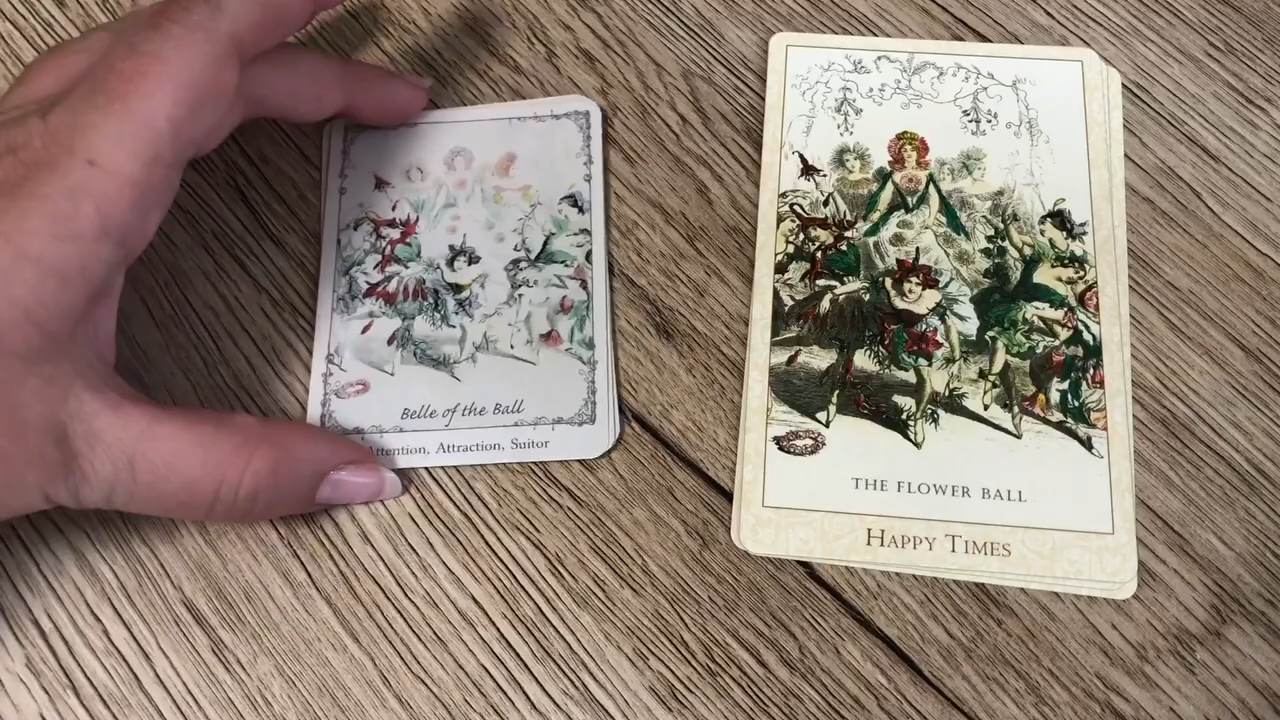 Belle of the Ball
Attention, Attraction, Suitor
THE FLOWER BALL
HAPPY TIMES